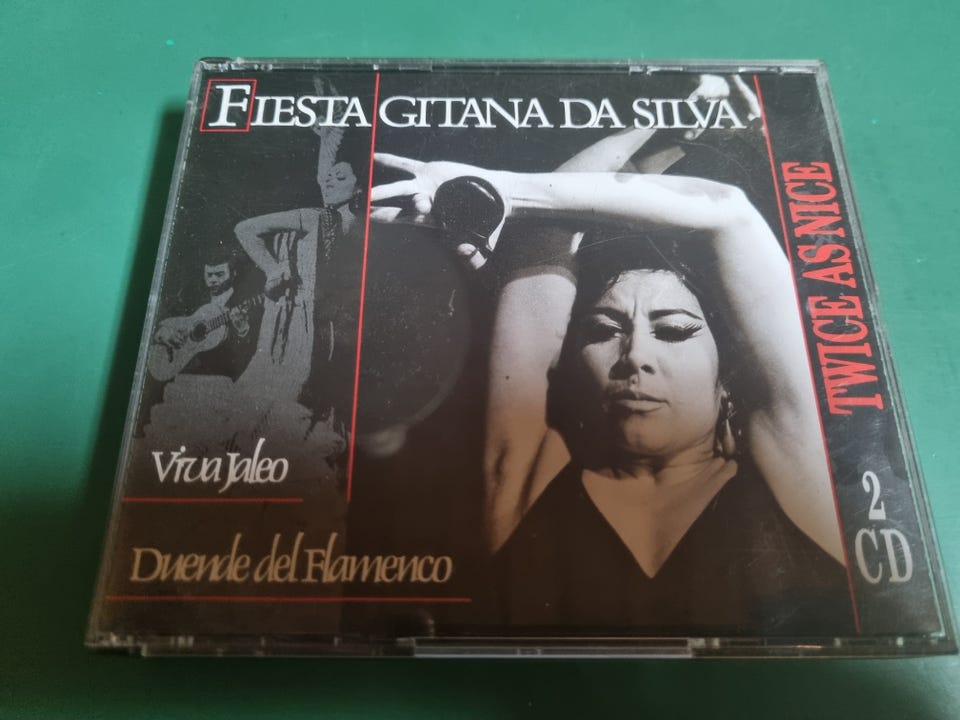 FIESTA GITANA DA SILVA
TWICE AS NICE
2
CD
Viva Jaleo
Duende del Flamenco